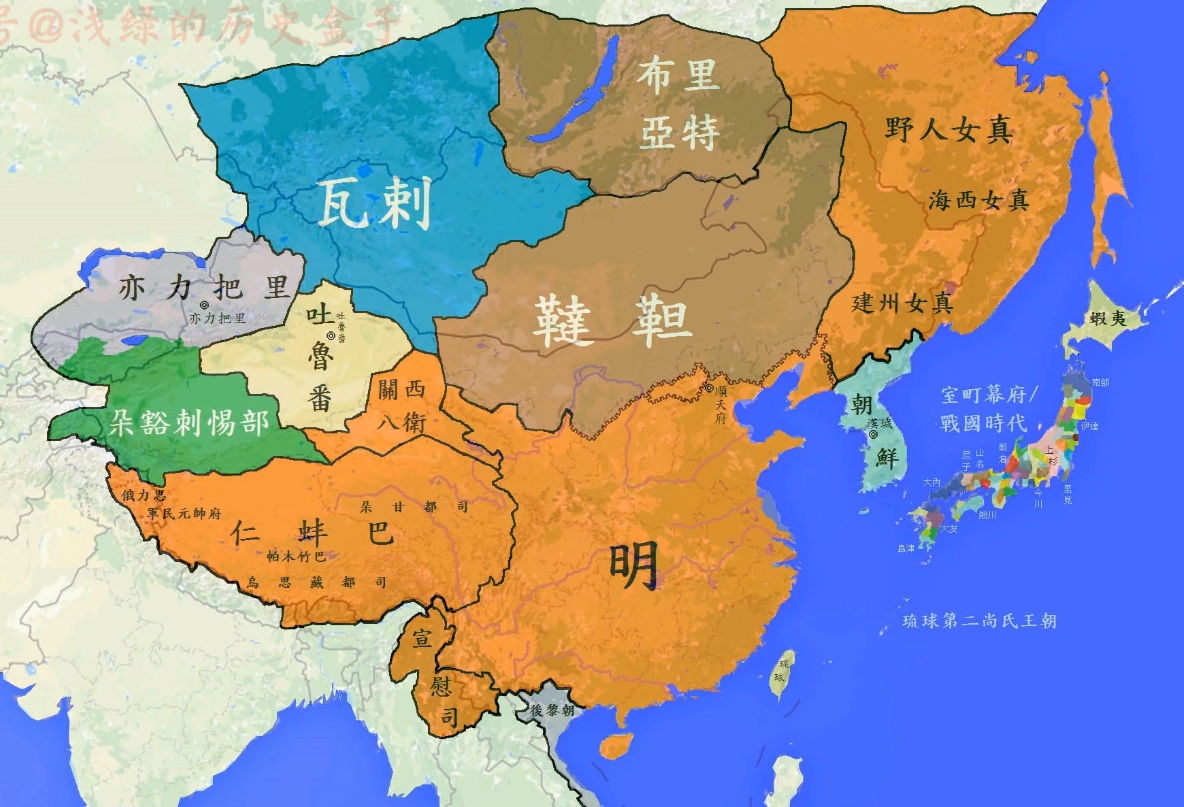 号@浅绿的历史盒子
布里
亞特
瓦剌
野人女真
海西女真
建州女真
亦力把里
亦力把里
吐魯番
吐魯番
韃靼
關西
八衛
朵豁剌惕部
順天府
朝鮮
漢城
蝦夷
室町幕府/
戰國時代
南部
伊達
上杉
朝倉
山名
尼子
大內
細川
今川
里見
大友
島津
俄力思
軍民元帥府
朵甘都司
仁蚌巴
帕木竹巴
烏思藏都司
明
宣慰司
後黎朝
琉球
琉球第二尚氏王朝